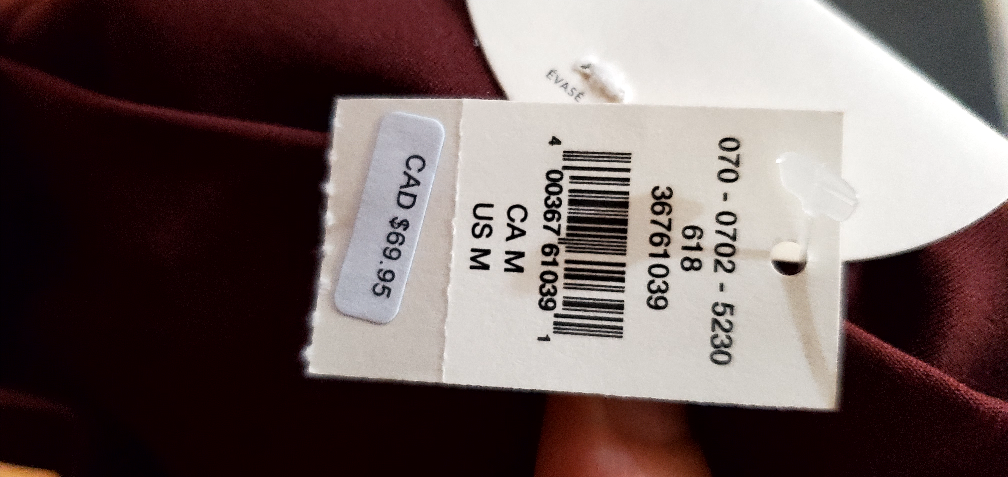 ÉVASÉ
070 - 0702 - 5230
618
36761039
4 00367 61039 1
CA M
US M
CAD $69.95